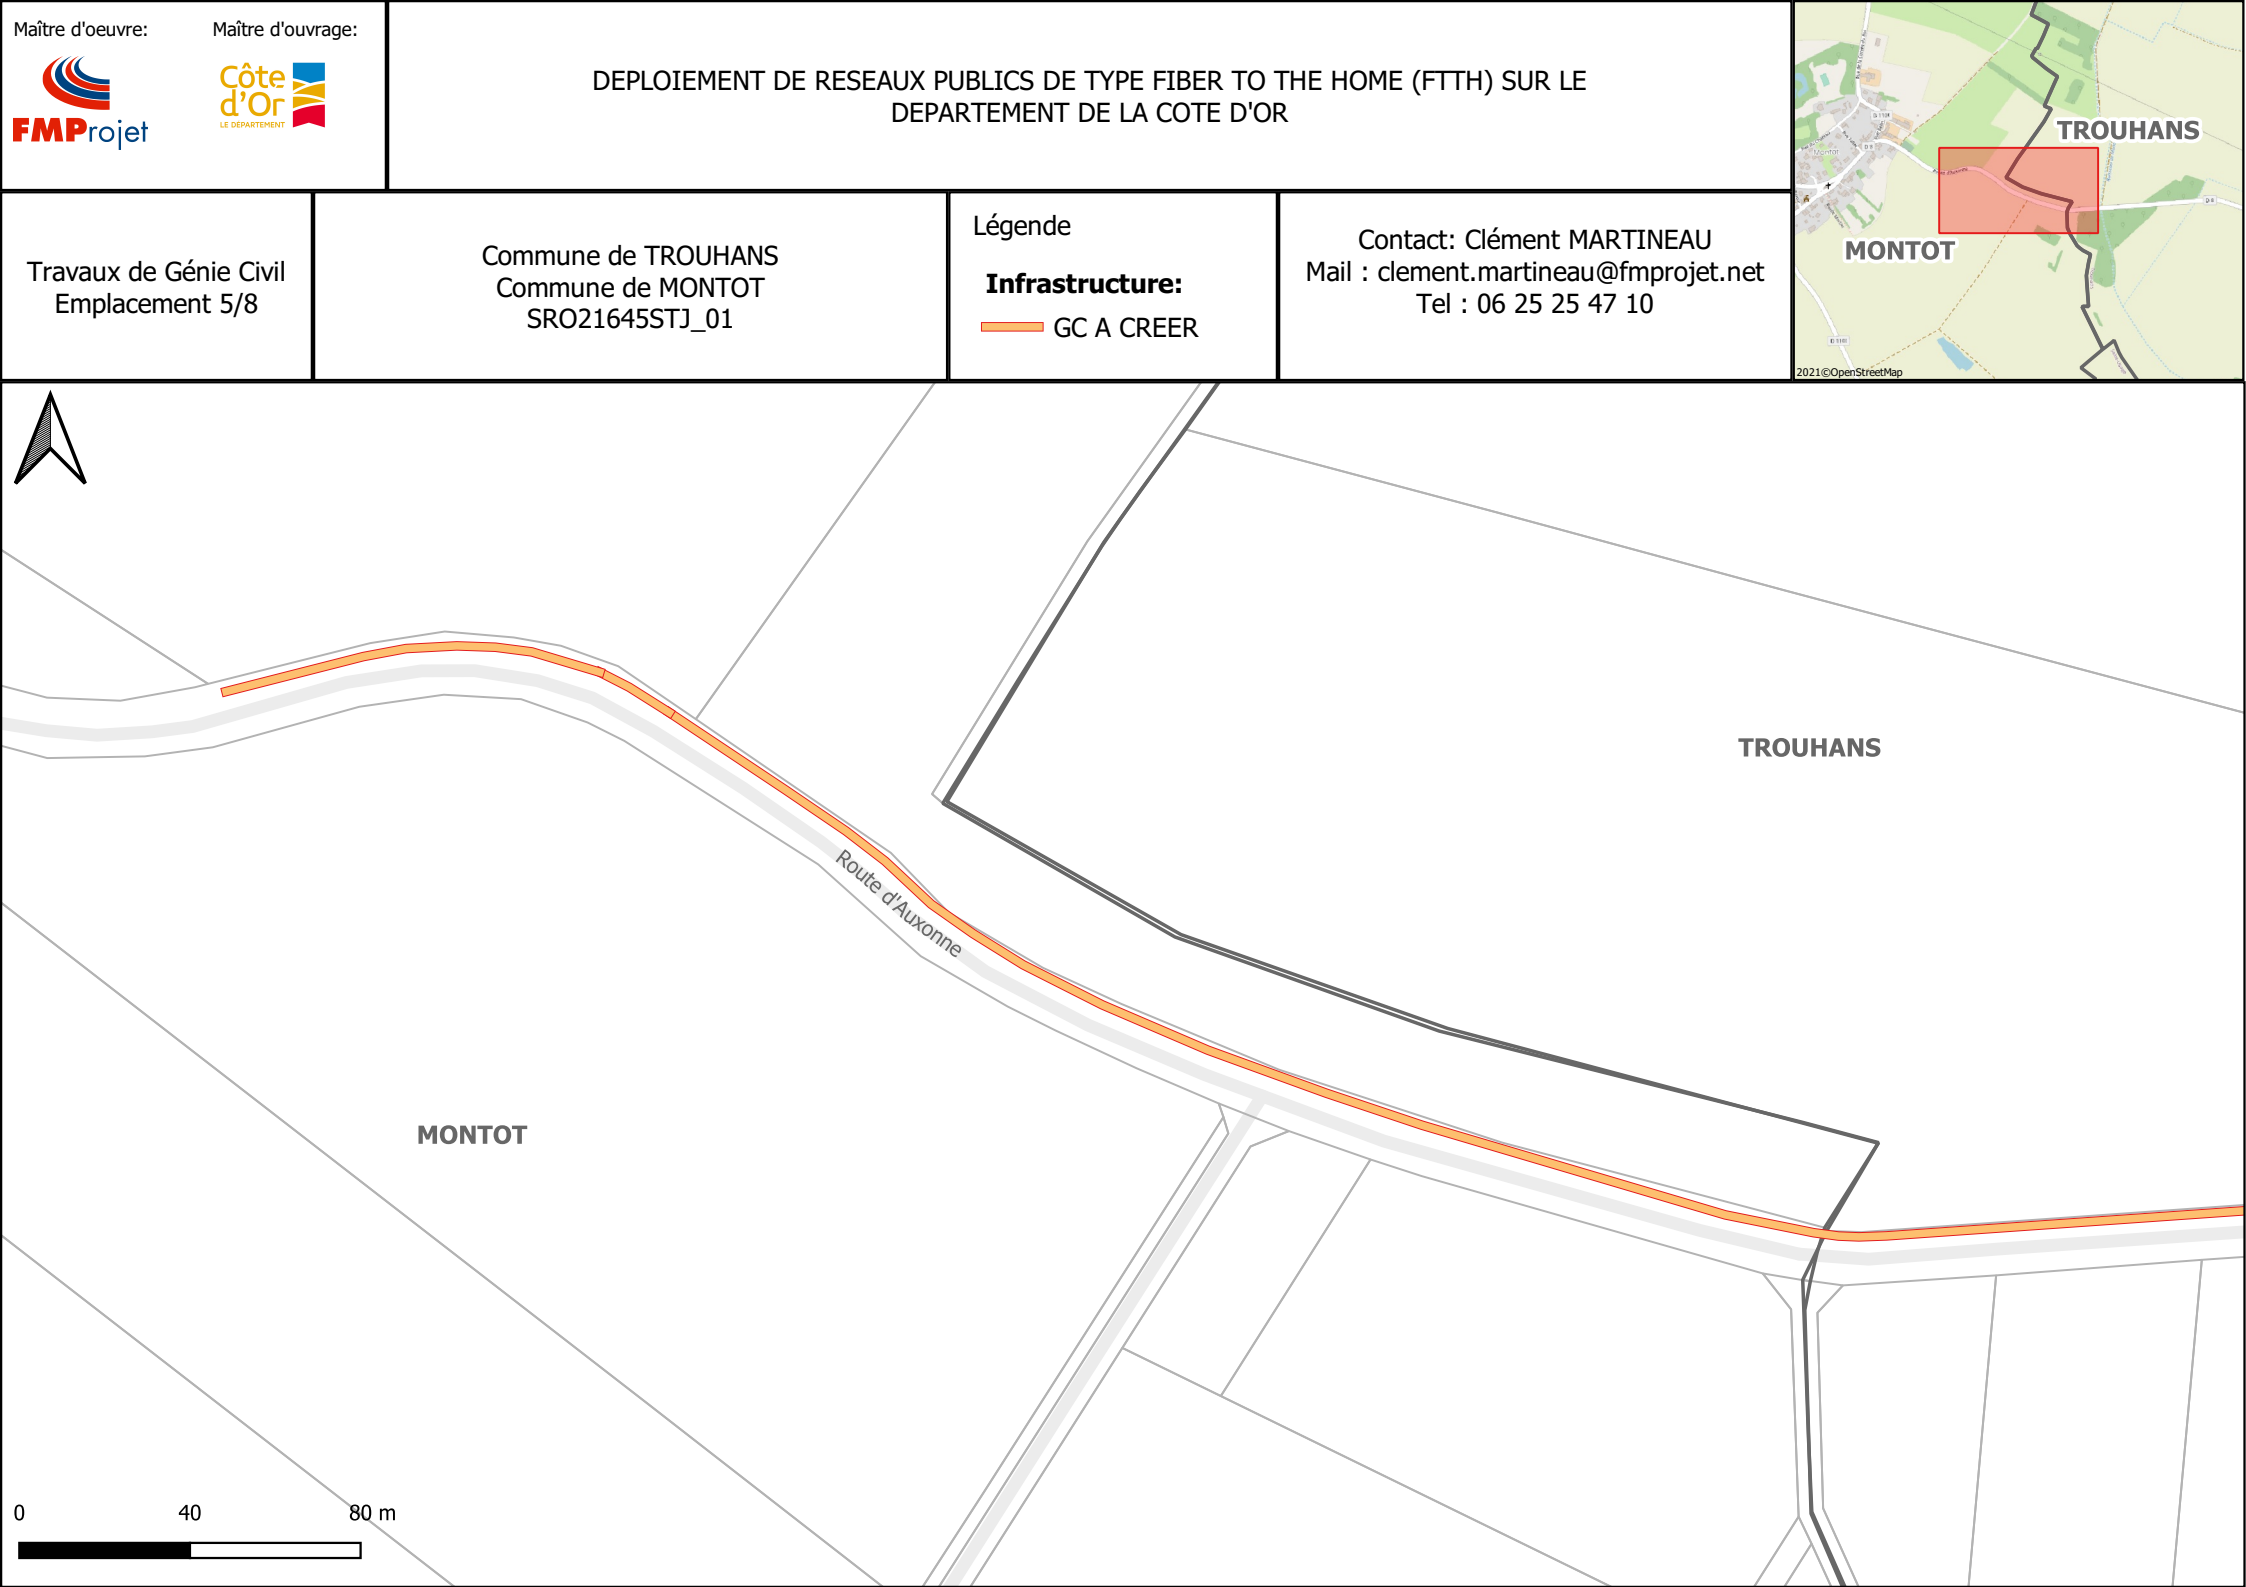 Maître d'oeuvre:
Maître d'ouvrage:
FMProjet
Côte
d'Or
LE DÉPARTEMENT
DEPLOIEMENT DE RESEAUX PUBLICS DE TYPE FIBER TO THE HOME (FTTH) SUR LE
DEPARTEMENT DE LA COTE D'OR
Travaux de Génie Civil
Emplacement 5/8
Commune de TROUHANS
Commune de MONTOT
SRO21645STJ_01
Légende
Infrastructure:
GC A CREER
Contact: Clément MARTINEAU
Mail : clement.martineau@fmprojet.net
Tel : 06 25 25 47 10
TROUHANS
MONTOT
Montot
2021©OpenStreetMap
TROUHANS
Route d'Auxonne
MONTOT
0 40 80 m